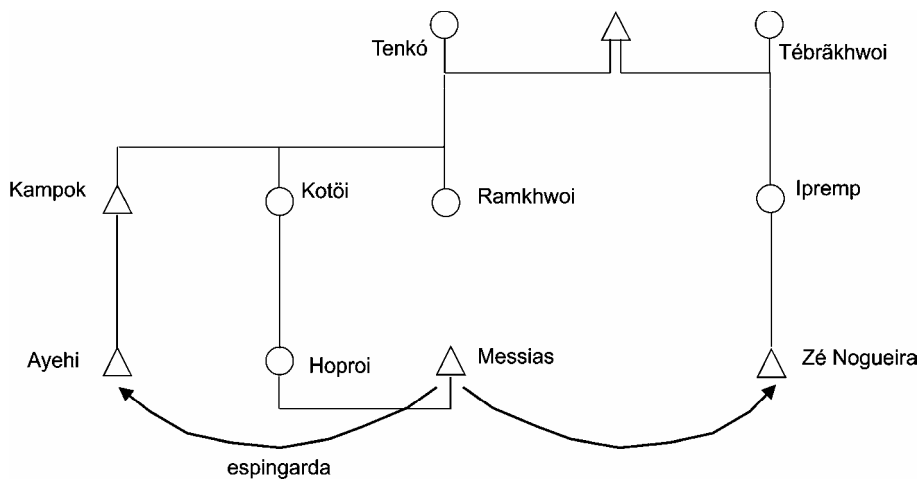 Tenkó
Tébrãkhwoi
Kampok
Kotöi
Ramkhwoi
Ipremp
Ayehi
Hoproi
Messias
Zé Nogueira
espingarda